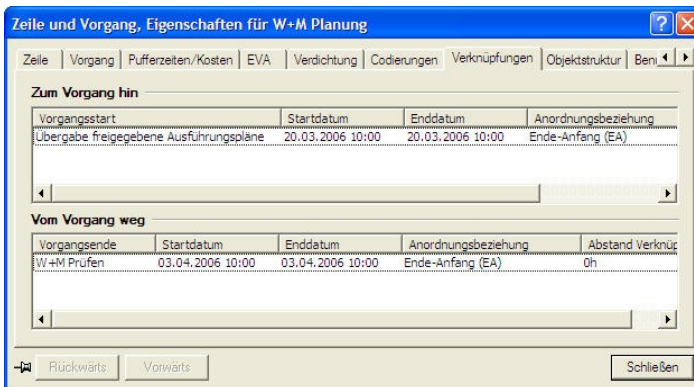 Zeile und Vorgang, Eigenschaften für W+M Planung
Zeile Vorgang Pufferzeiten/Kosten EVA Verdichtung Codierungen Verknüpfungen Objektstruktur
Zum Vorgang hin
Vorgangsstart Startdatum Enddatum Anordnungsbeziehung
Übergabe freigegebene Ausführungspläne 20.03.2006 10:00 20.03.2006 10:00 Ende-Anfang (EA)
Vom Vorgang weg
Vorgangsende Startdatum Enddatum Anordnungsbeziehung Abstand Verknüp
W+M Prüfen 03.04.2006 10:00 03.04.2006 10:00 Ende-Anfang (EA) 0h
Rückwärts Vorwärts Schließen